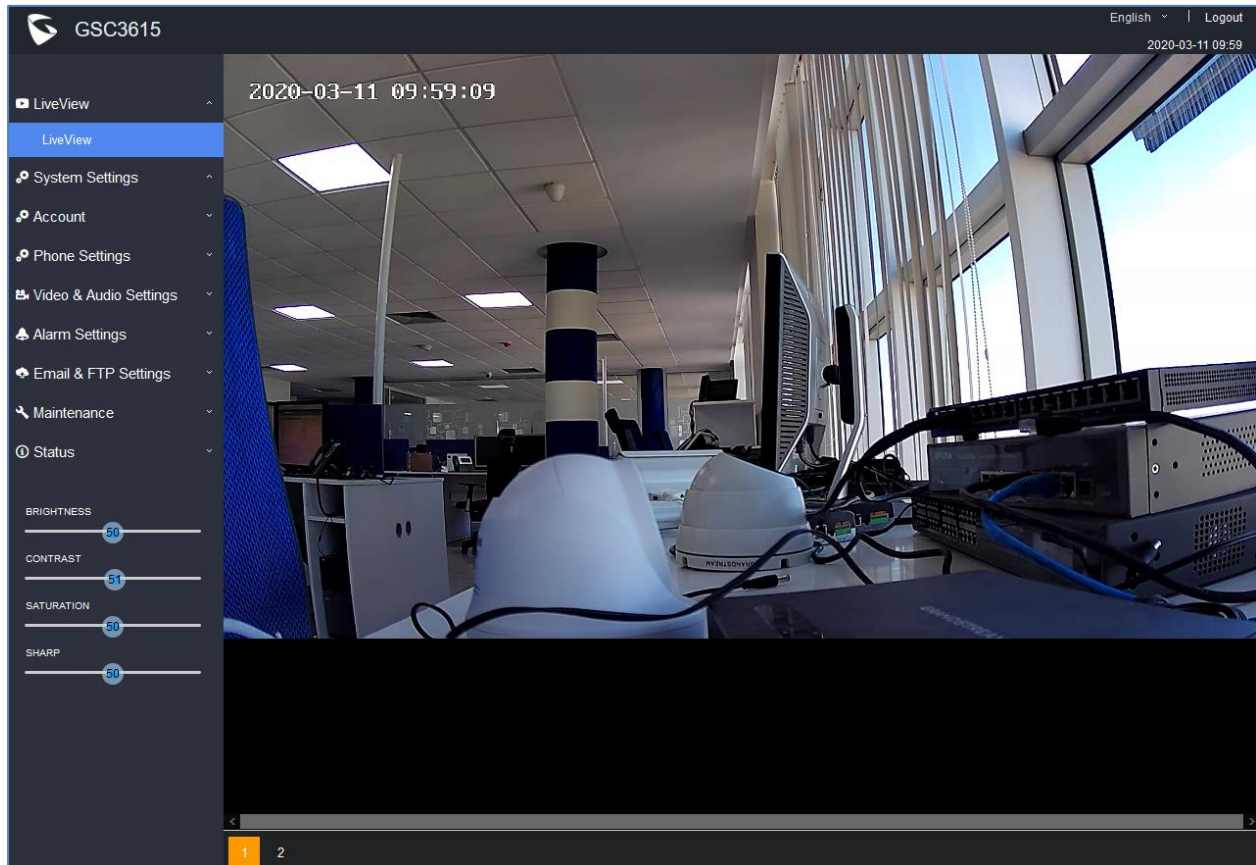 GSC3615
English | Logout
2020-03-11 09:59
LiveView
LiveView
System Settings
Account
Phone Settings
Video & Audio Settings
Alarm Settings
Email & FTP Settings
Maintenance
Status
BRIGHTNESS
50
CONTRAST
51
SATURATION
50
SHARP
50
2020-03-11 09:59:09
GRANDSTREAM
GRANDSTREAM
1 2